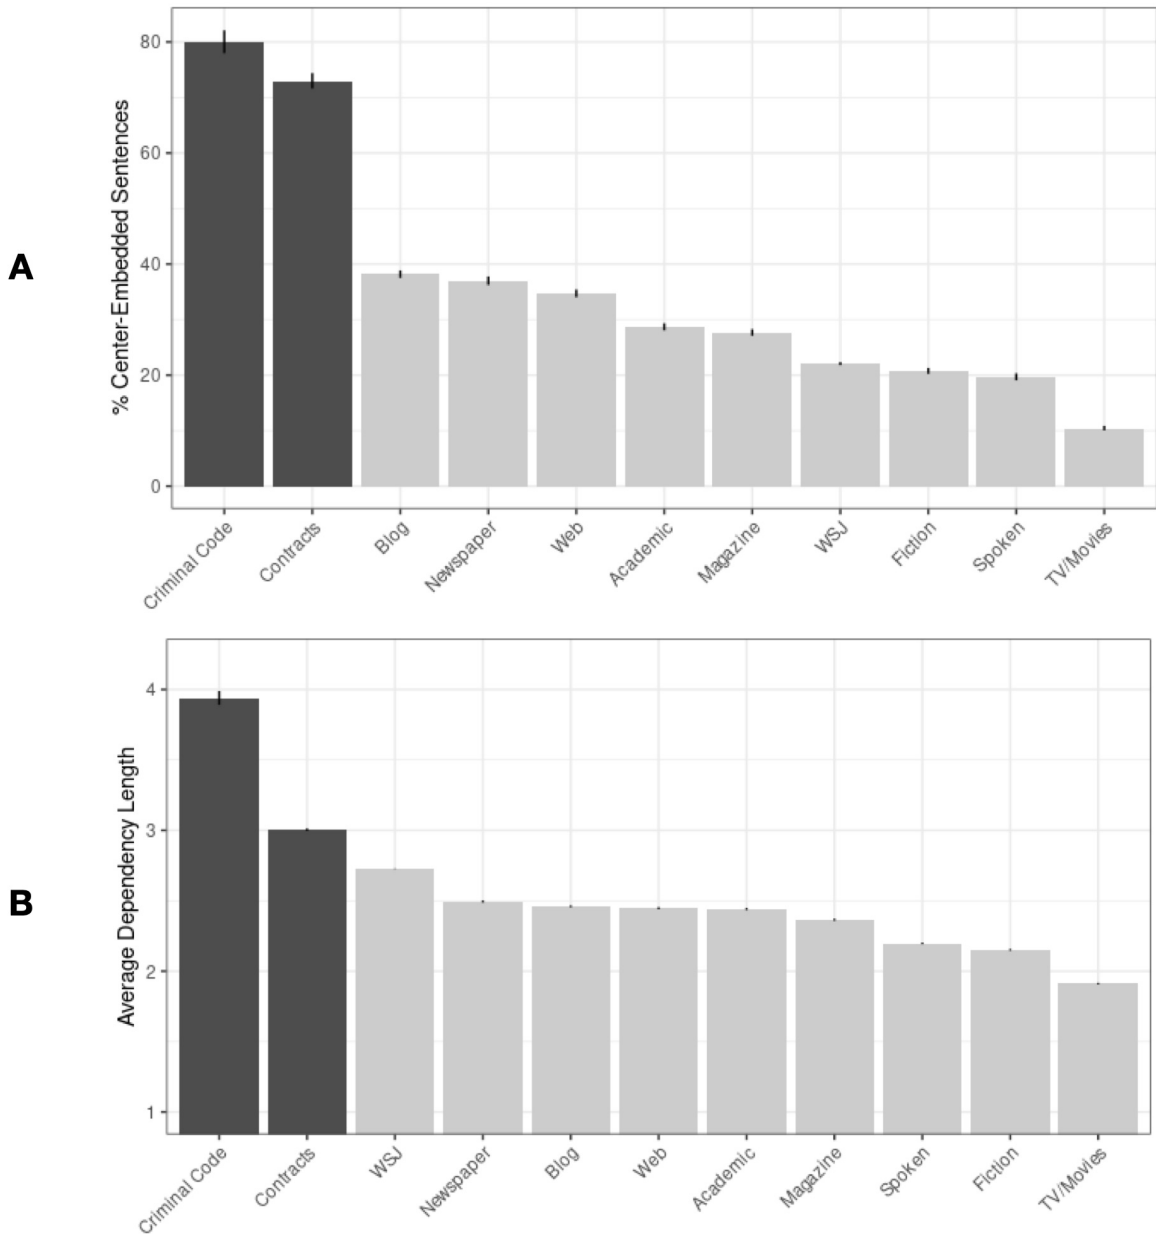 A
% Center-Embedded Sentences
80
60
40
20
0
Criminal Code
Contracts
Blog
Newspaper
Web
Academic
Magazine
WSJ
Fiction
Spoken
TV/Movies
B
Average Dependency Length
4
3
2
1
Criminal Code
Contracts
WSJ
Newspaper
Blog
Web
Academic
Magazine
Spoken
Fiction
TV/Movies